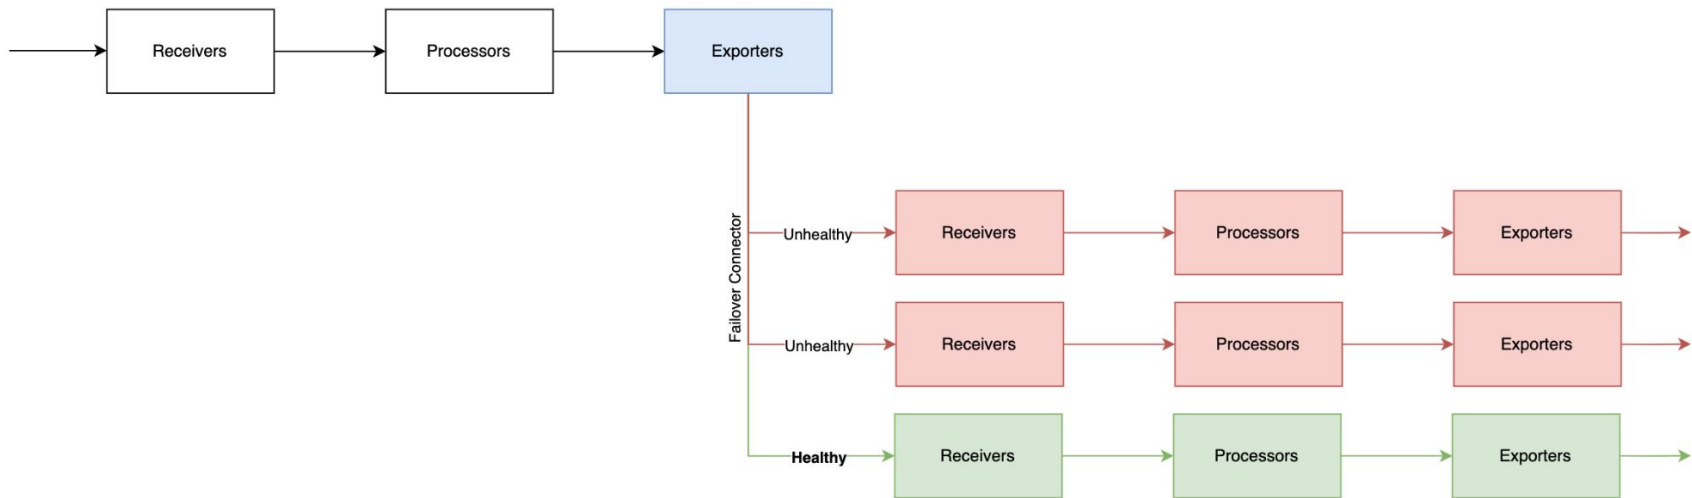 Receivers
Processors
Exporters
Failover Connector
Unhealthy
Receivers
Processors
Exporters
Unhealthy
Receivers
Processors
Exporters
Healthy
Receivers
Processors
Exporters